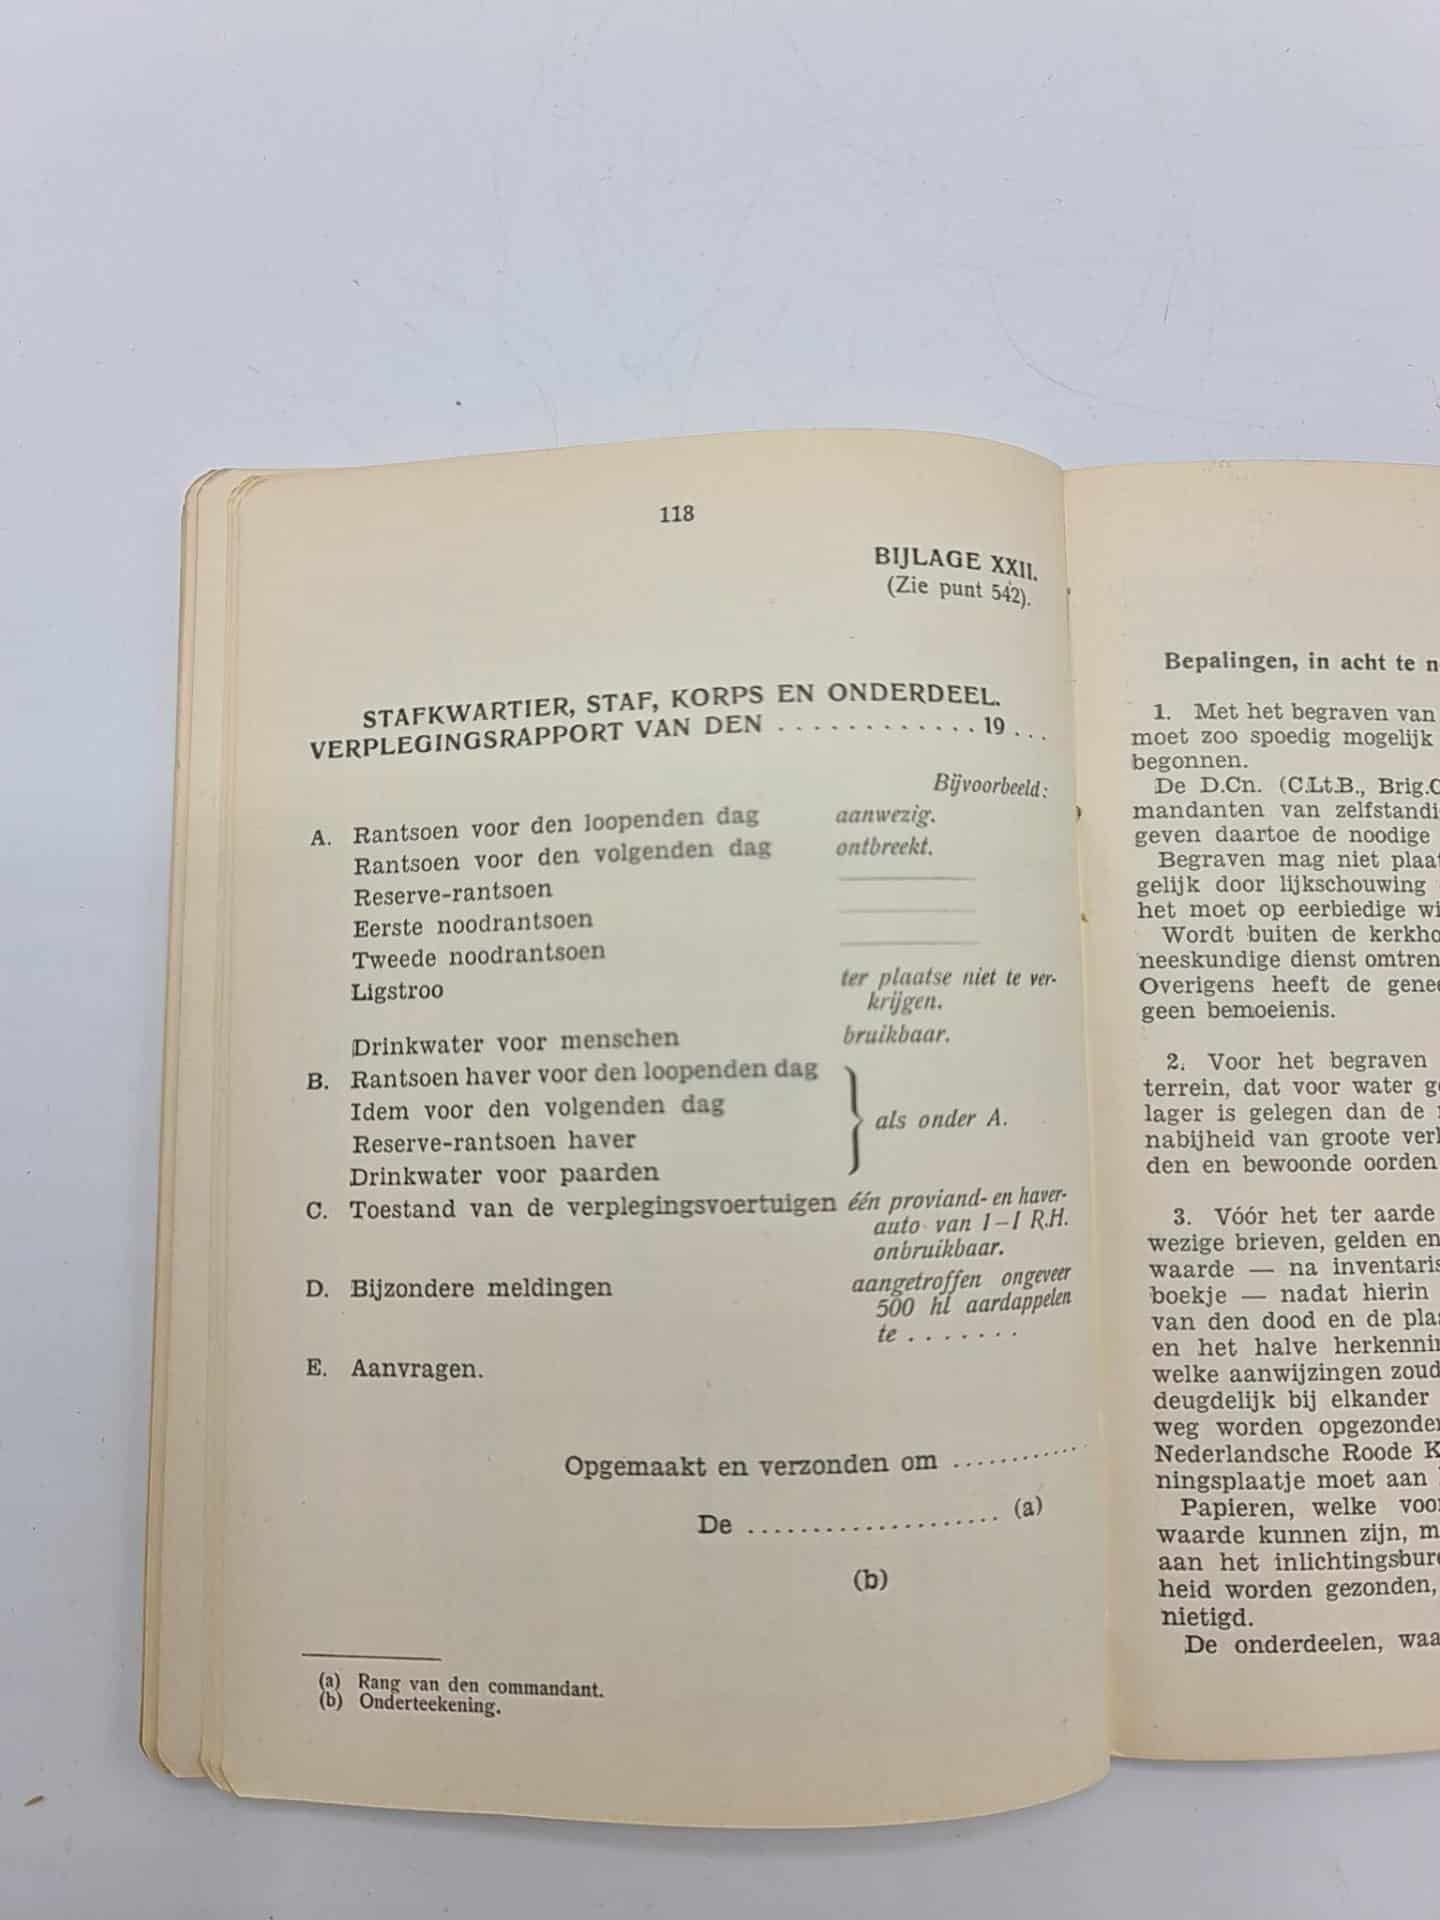 118
BIJLAGE XXII.
(Zie punt 542).
STAFKWARTIER, STAF, KORPS EN ONDERDEEL.
VERPLEGINGSRAPPORT VAN DEN . . . . . . . . . . . . 19 . . .
Bijvoorbeeld:
A. Rantsoen voor den loopenden dag aanwezig.
Rantsoen voor den volgenden dag ontbreekt.
Reserve-rantsoen
Eerste noodrantsoen
Tweede noodrantsoen
Ligstroo ter plaatse niet te ver-
krijgen.
Drinkwater voor menschen bruikbaar.
B. Rantsoen haver voor den loopenden dag
Idem voor den volgenden dag
als onder A.
Reserve-rantsoen haver
Drinkwater voor paarden
C. Toestand van de verplegingsvoertuigen één proviand- en haver-
auto van I–I R.H.
onbruikbaar.
D. Bijzondere meldingen aangetroffen ongeveer
500 hl aardappelen
te . . . . . . .
E. Aanvragen.
Opgemaakt en verzonden om . . . . . . . . . . . .
De . . . . . . . . . . . . . . . . . . . . (a)
(b)
(a) Rang van den commandant.
(b) Onderteekening.
Bepalingen, in acht te n
1. Met het begraven van
moet zoo spoedig mogelijk
begonnen.
De D.Cn. (C.Lt.B., Brig.C
mandanten van zelfstandi
geven daartoe de noodige
Begraven mag niet plaat
gelijk door lijkschouwing
het moet op eerbiedige wi
Wordt buiten de kerkho
neeskundige dienst omtren
Overigens heeft de genee
geen bemoeienis.
2. Voor het begraven
terrein, dat voor water ge
lager is gelegen dan de
nabijheid van groote verk
den en bewoonde oorden
3. Vóór het ter aarde
wezige brieven, gelden en
waarde — na inventaris
boekje — nadat hierin
van den dood en de plaa
en het halve herkennin
welke aanwijzingen zoud
deugdelijk bij elkander
weg worden opgezonden
Nederlandsche Roode K
ningsplaatje moet aan
Papieren, welke voor
waarde kunnen zijn, m
aan het inlichtingsbure
heid worden gezonden,
nietigd.
De onderdeelen, waa